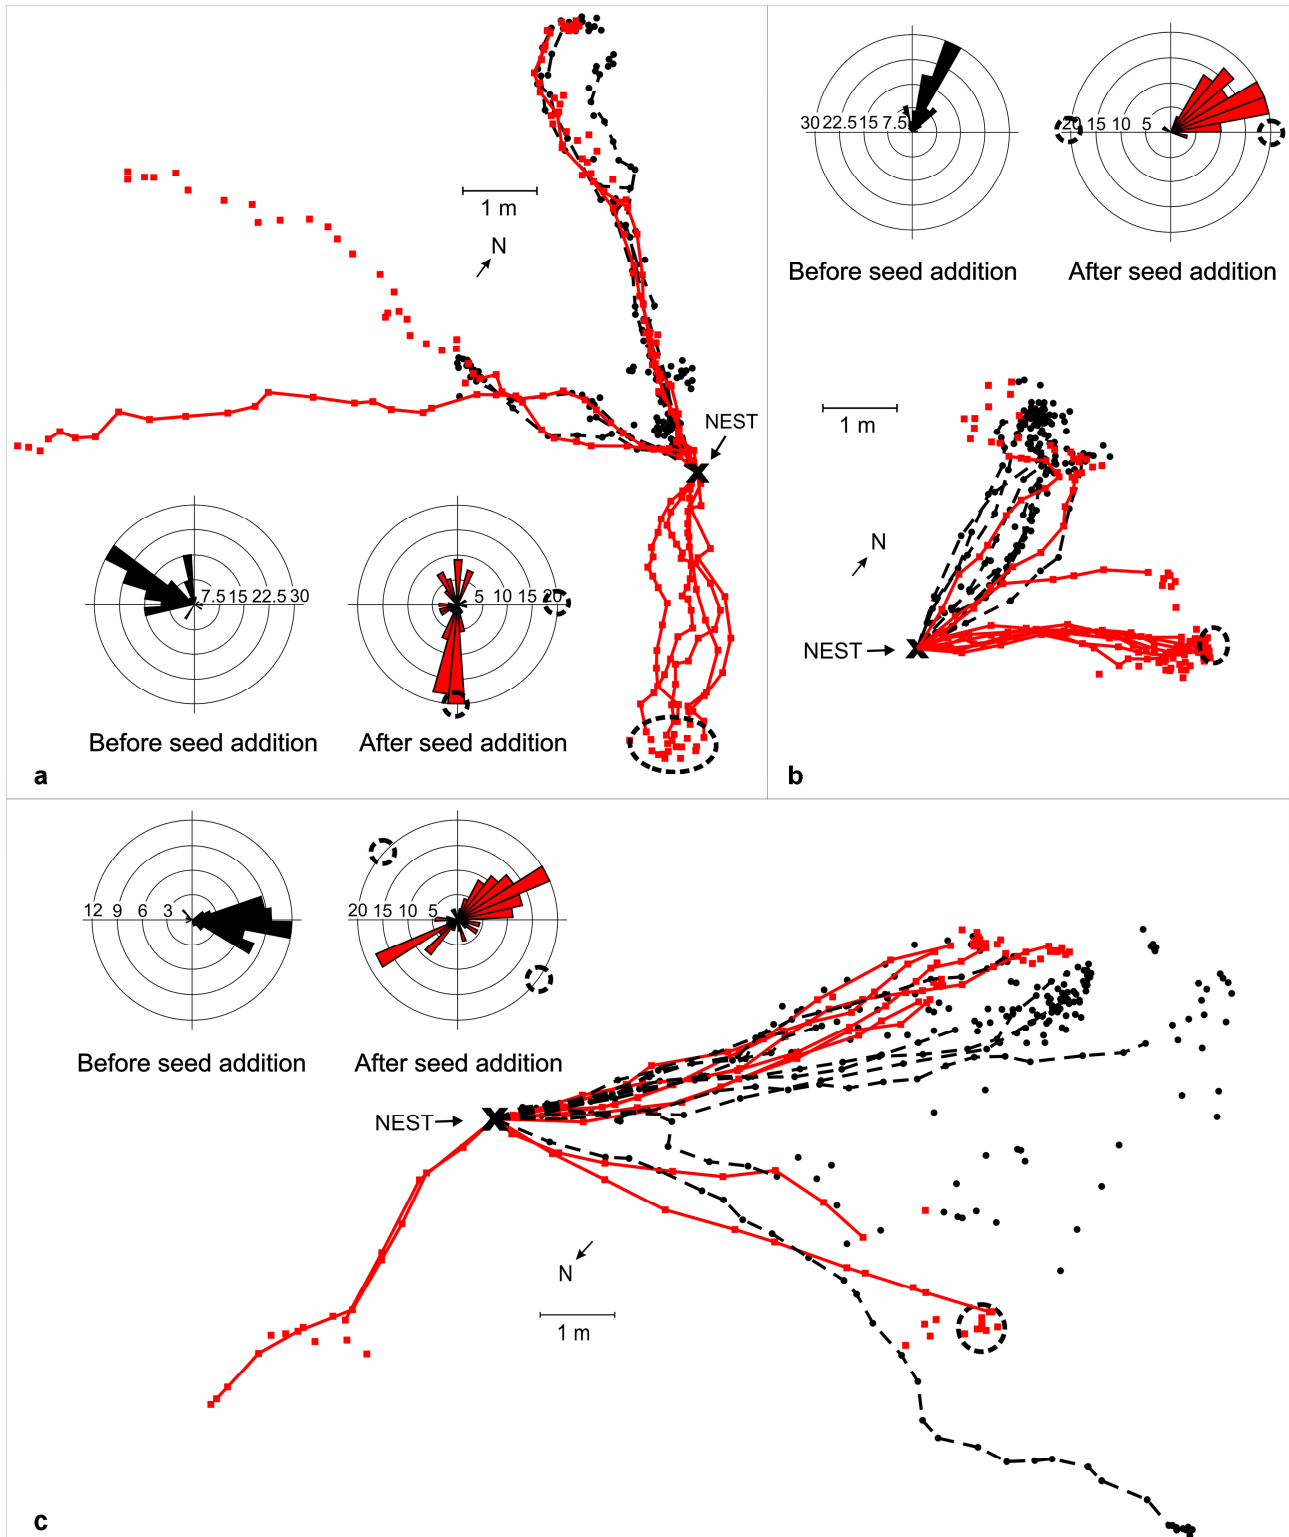 1 m
N
NEST
7.5 15 22.5 30
5 10 15 20
Before seed addition
After seed addition
a
30 22.5 15 7.5
20 15 10 5
Before seed addition
After seed addition
1 m
N
NEST
b
12 9 6 3
20 15 10 5
Before seed addition
After seed addition
NEST
N
1 m
c